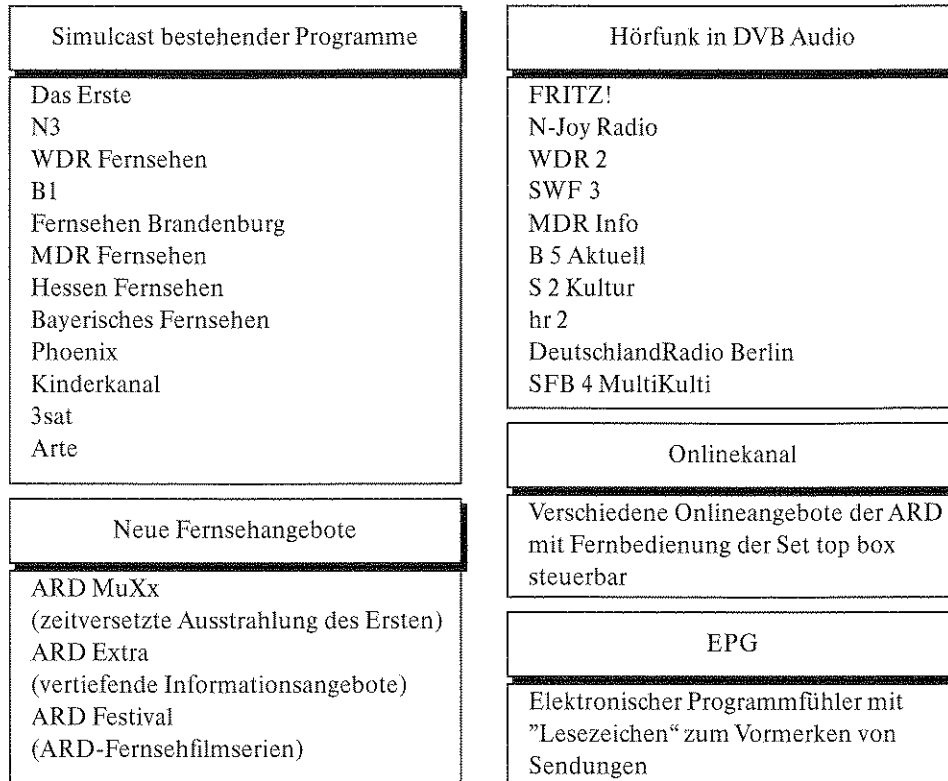 Simulcast bestehender Programme
Das Erste
N3
WDR Fernsehen
B1
Fernsehen Brandenburg
MDR Fernsehen
Hessen Fernsehen
Bayerisches Fernsehen
Phoenix
Kinderkanal
3sat
Arte
Neue Fernsehangebote
ARD MuXx
(zeitversetzte Ausstrahlung des Ersten)
ARD Extra
(vertiefende Informationsangebote)
ARD Festival
(ARD-Fernsehfilmserien)
Hörfunk in DVB Audio
FRITZ!
N-Joy Radio
WDR 2
SWF 3
MDR Info
B 5 Aktuell
S 2 Kultur
hr 2
DeutschlandRadio Berlin
SFB 4 MultiKulti
Onlinekanal
Verschiedene Onlineangebote der ARD
mit Fernbedienung der Set top box
steuerbar
EPG
Elektronischer Programmfühler mit
"Lesezeichen“ zum Vormerken von
Sendungen